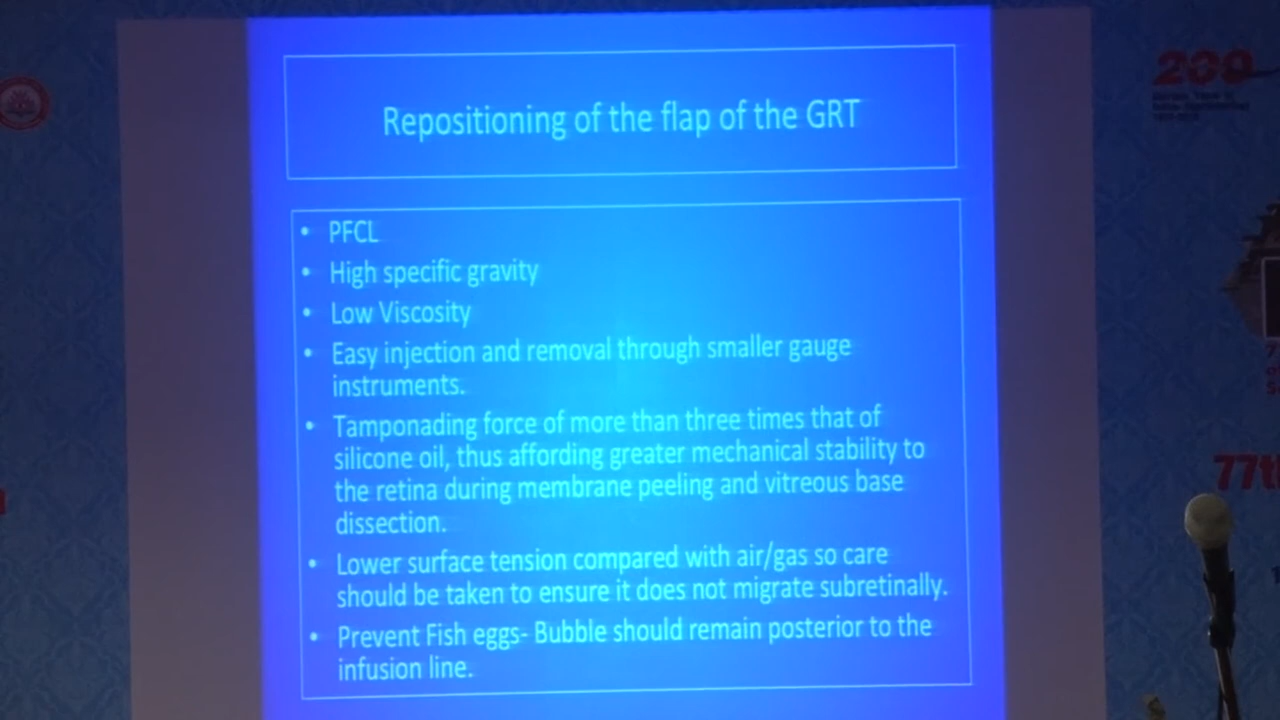 Repositioning of the flap of the GRT
• PFCL
• High specific gravity
• Low Viscosity
• Easy injection and removal through smaller gauge
instruments.
• Tamponading force of more than three times that of
silicone oil, thus affording greater mechanical stability to
the retina during membrane peeling and vitreous base
dissection.
• Lower surface tension compared with air/gas so care
should be taken to ensure it does not migrate subretinally.
• Prevent Fish eggs- Bubble should remain posterior to the
infusion line.
200